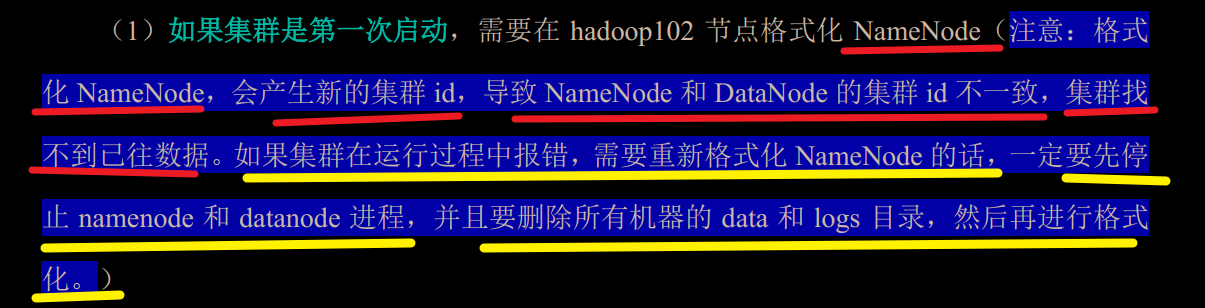 （1）如果集群是第一次启动，需要在 hadoop102 节点格式化 NameNode（注意：格式
化 NameNode，会产生新的集群 id，导致 NameNode 和 DataNode 的集群 id 不一致，集群找
不到已往数据。如果集群在运行过程中报错，需要重新格式化 NameNode 的话，一定要先停
止 namenode 和 datanode 进程，并且要删除所有机器的 data 和 logs 目录，然后再进行格式
化。）